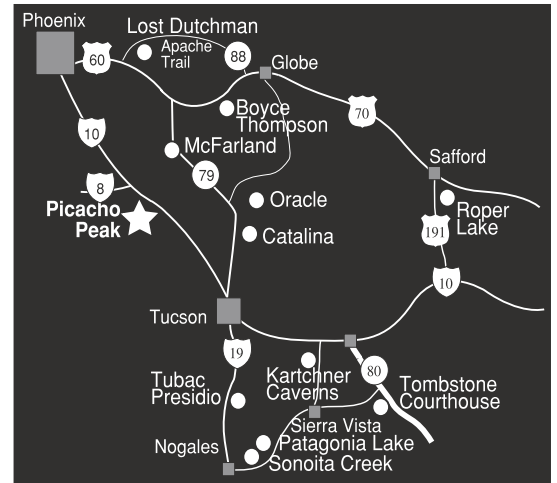 Phoenix
Lost Dutchman
60
Apache
Trail
88
Globe
Boyce
Thompson
70
10
McFarland
79
Safford
8
Picacho
Peak
Oracle
Catalina
Roper
Lake
191
10
Tucson
19
Kartchner
Caverns
80
Tubac
Presidio
Tombstone
Courthouse
Sierra Vista
Nogales
Patagonia Lake
Sonoita Creek